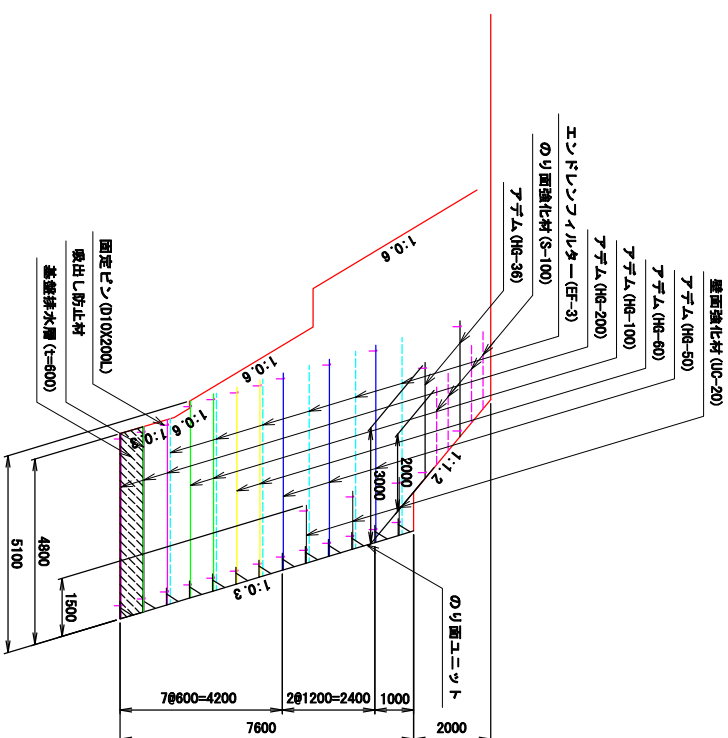 壁面強化材(UC-20)
アデム(HG-50)
アデム(HG-60)
アデム(HG-100)
アデム(HG-200)
エンドレンフィルター(EF-3)
のり面強化材(S-100)
アデム(HG-36)
1:0.6
1:0.6
1:0.6
1:0.3
1:1.2
2000
3000
1:0.3
固定ピン(D10X200L)
吸出し防止材
基盤排水層(t=600)
のり面ユニット
1500
4800
5100
7@600=4200
2@1200=2400
1000
7600
2000